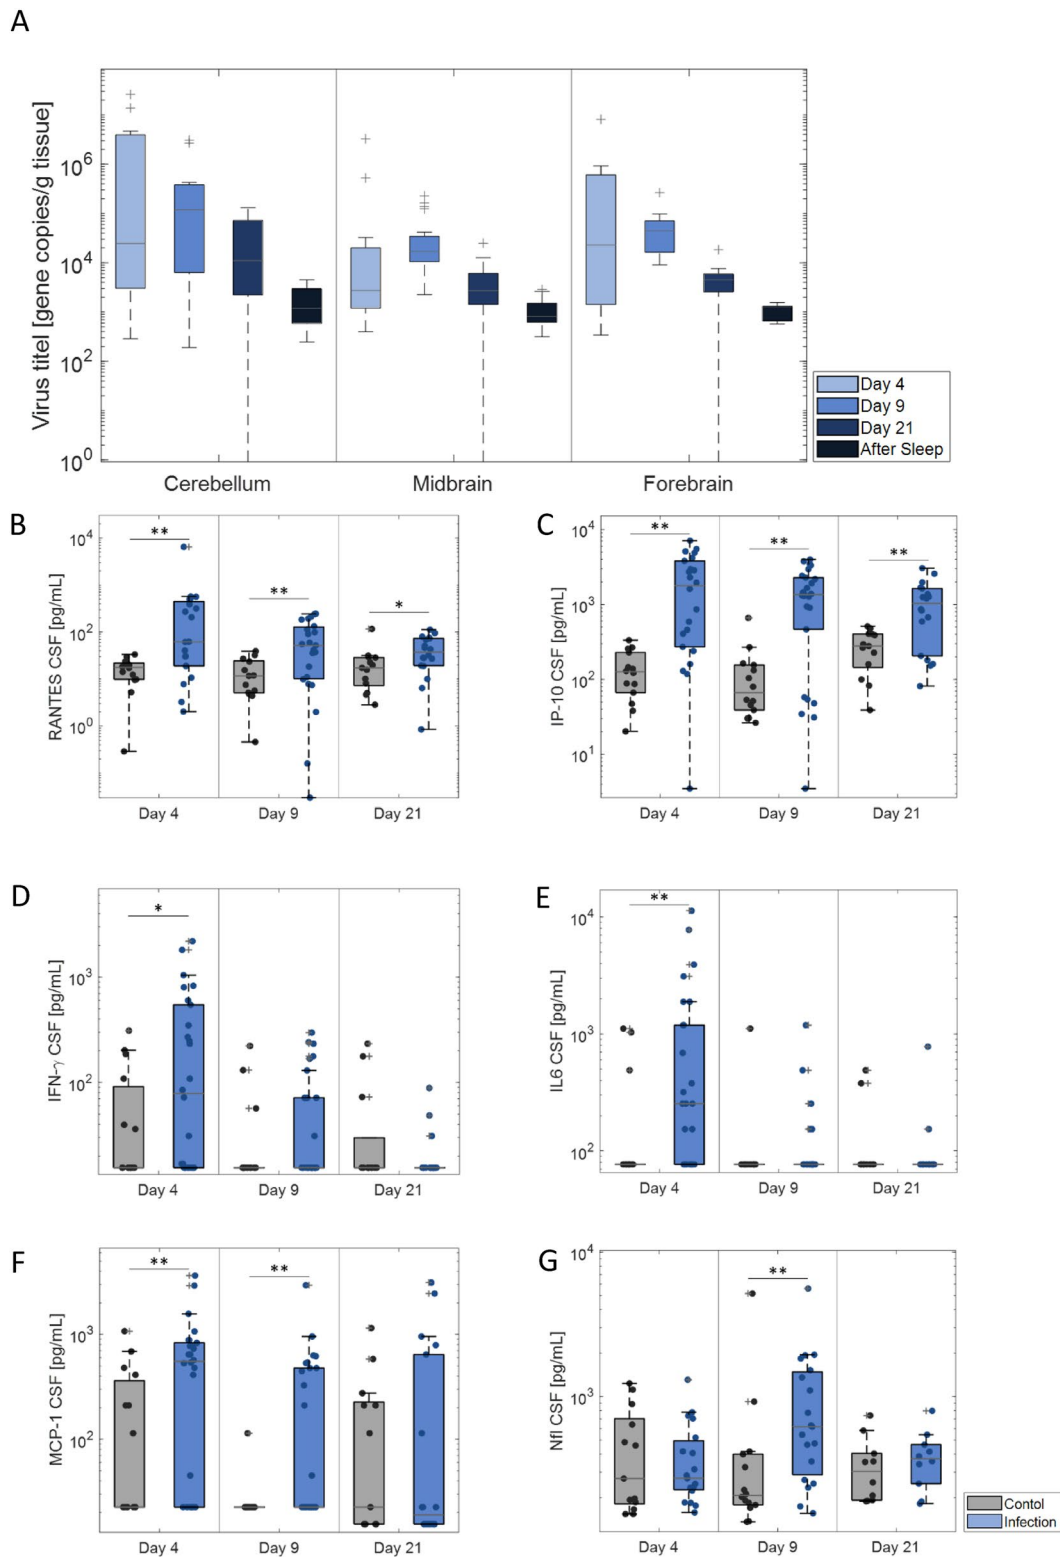 A
Virus titel [gene copies/g tissue]
10^6
10^4
10^2
10^0
Cerebellum
Midbrain
Forebrain
Day 4
Day 9
Day 21
After Sleep
B
RANTES CSF [pg/mL]
10^4
10^2
10^0
**
**
*
Day 4
Day 9
Day 21
C
IP-10 CSF [pg/mL]
10^4
10^3
10^2
10^1
**
**
**
Day 4
Day 9
Day 21
D
IFN-γ CSF [pg/mL]
10^3
10^2
*
Day 4
Day 9
Day 21
E
IL6 CSF [pg/mL]
10^4
10^3
10^2
**
Day 4
Day 9
Day 21
F
MCP-1 CSF [pg/mL]
10^3
10^2
**
**
Day 4
Day 9
Day 21
G
Nfl CSF [pg/mL]
10^4
10^3
**
Day 4
Day 9
Day 21
Contol
Infection